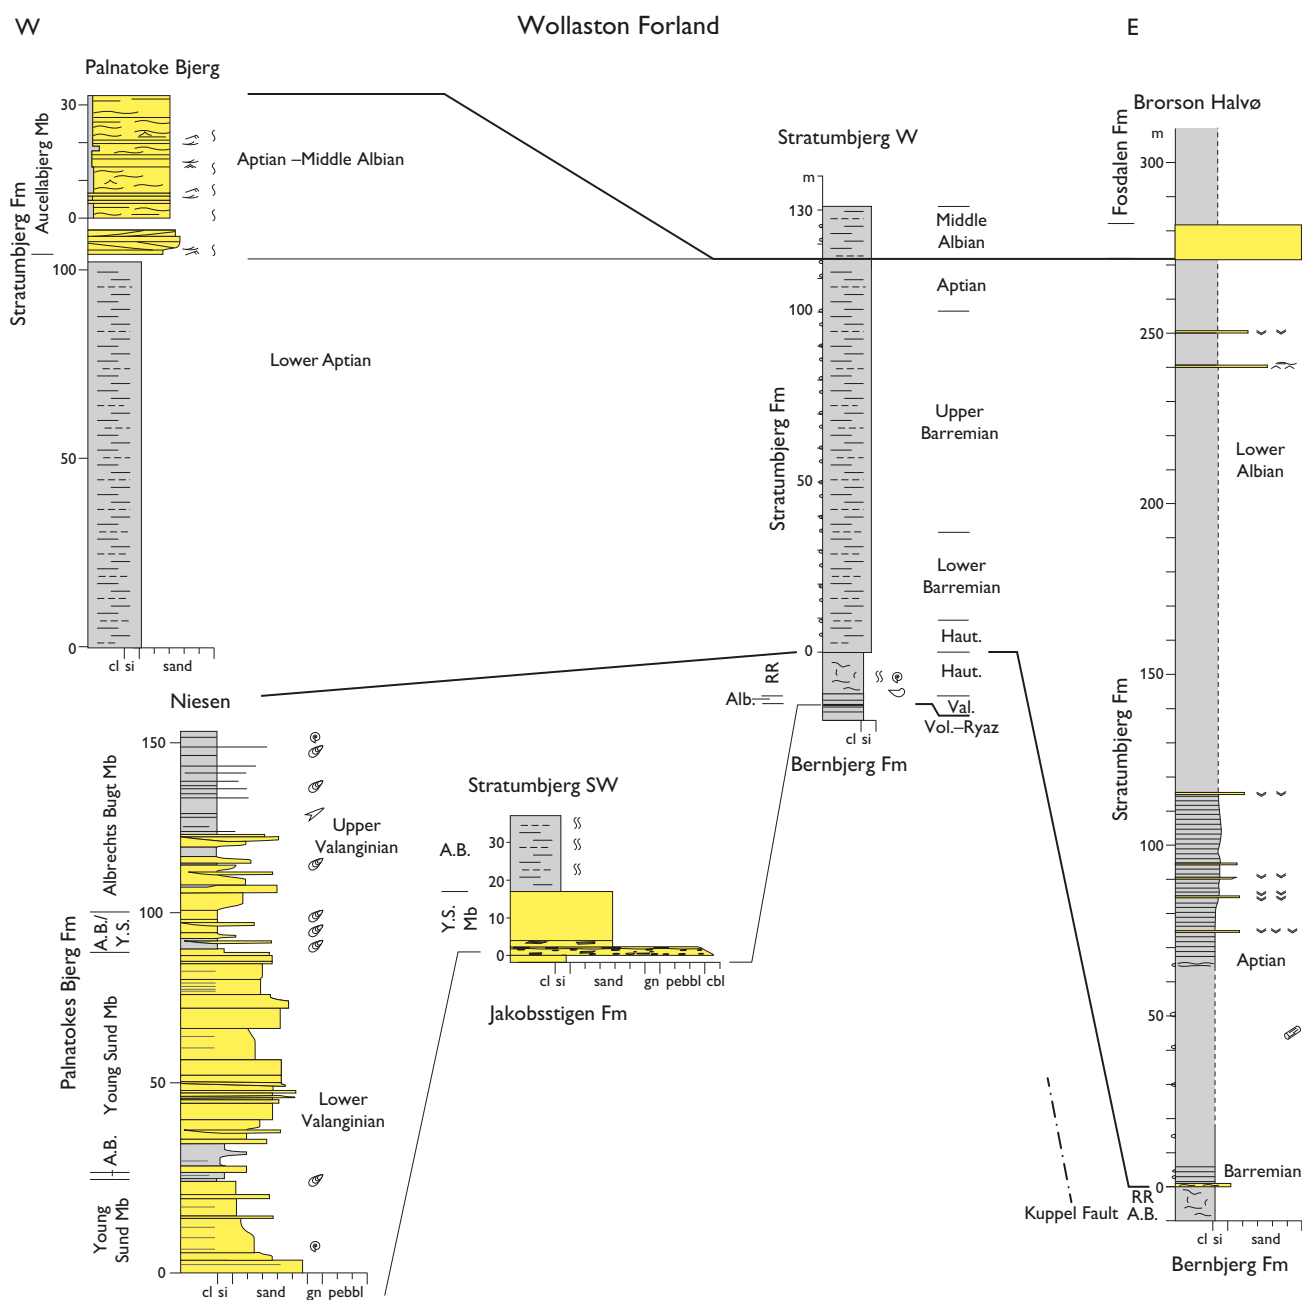 W
Wollaston Forland
E
Palnatoke Bjerg
30
0
100
50
0
cl si sand
Stratumbjerg Fm
Aucellabjerg Mb
Aptian –Middle Albian
Lower Aptian
Stratumbjerg W
m
130
100
50
0
cl si
Stratumbjerg Fm
RR
Alb.
Middle
Albian
Aptian
Upper
Barremian
Lower
Barremian
Haut.
Haut.
Val.
Vol.–Ryaz
Bernbjerg Fm
Brorson Halvø
Fosdalen Fm
m
300
250
200
150
100
50
0
Stratumbjerg Fm
Lower
Albian
Aptian
Barremian
RR
A.B.
Kuppel Fault
cl si sand
Bernbjerg Fm
Niesen
150
100
50
0
Palnatokes Bjerg Fm
Albrechts Bugt Mb
A.B./
Y.S.
Young Sund Mb
A.B.
Young
Sund Mb
Upper
Valanginian
Lower
Valanginian
cl si sand gn pebbl
Stratumbjerg SW
30
20
10
0
A.B.
Y.S.
Mb
cl si sand gn pebbl cbl
Jakobsstigen Fm